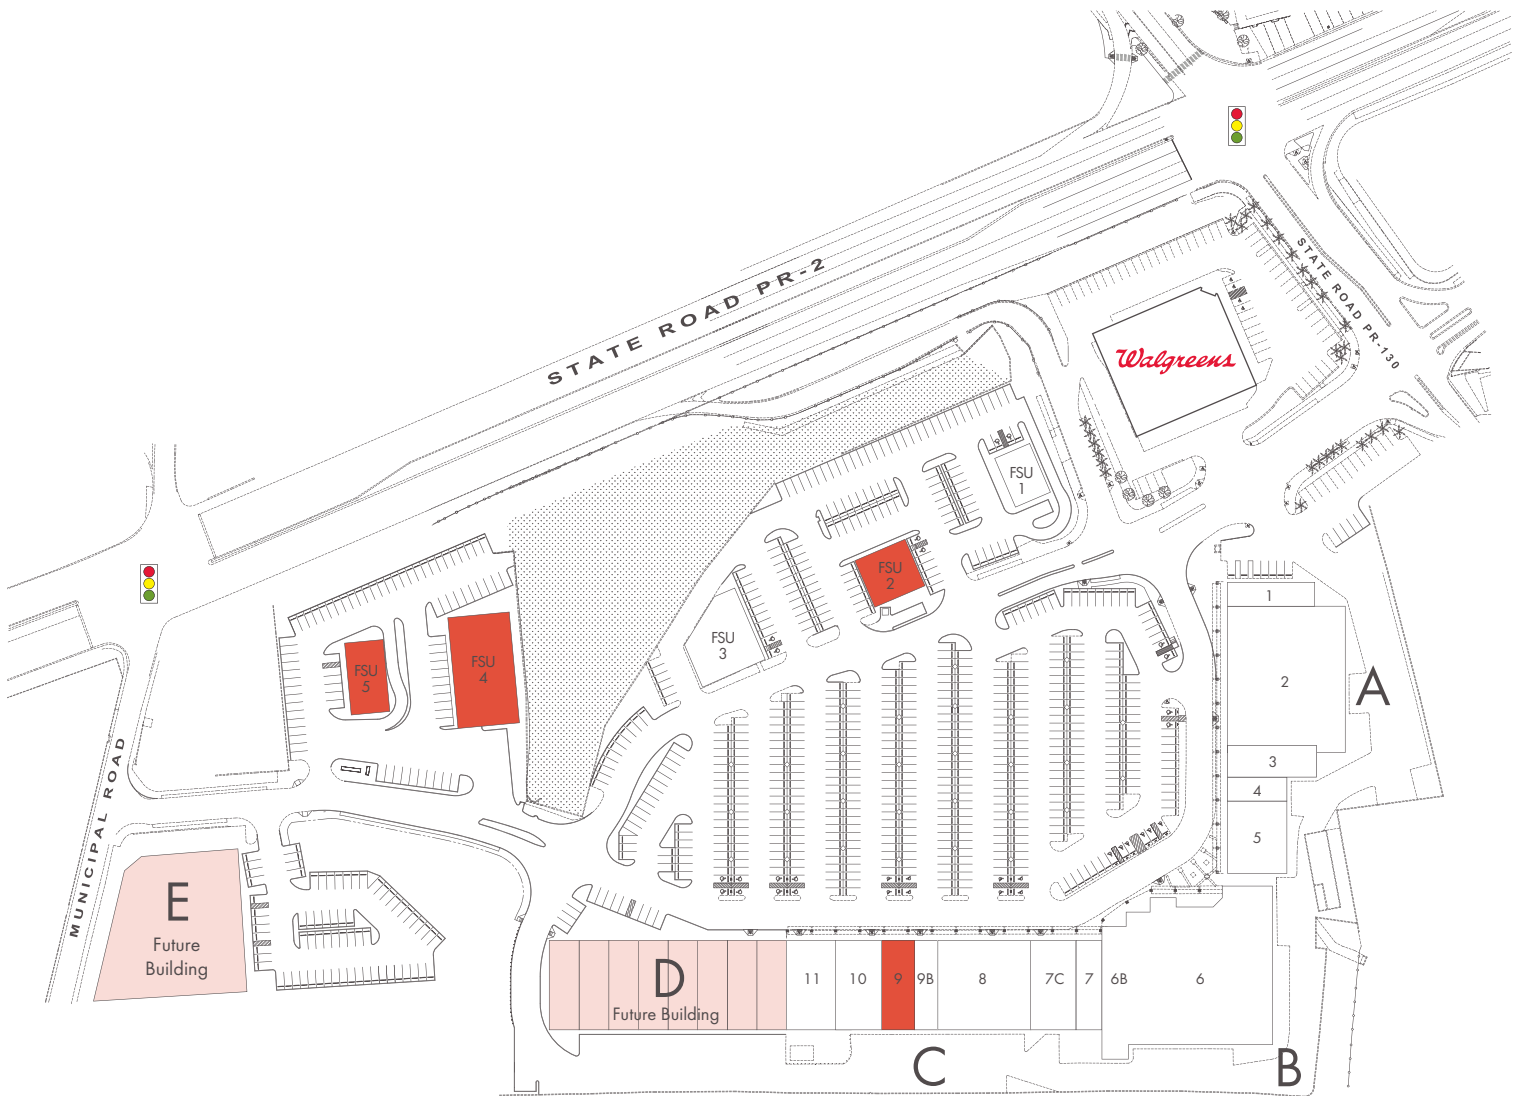 STATE ROAD PR-2
STATE ROAD PR-130
Walgreens
FSU
1
FSU
2
FSU
3
FSU
4
FSU
5
1
2
A
3
4
5
MUNICIPAL ROAD
E
Future
Building
D
Future Building
11
10
9
9B
8
7C
7
6B
6
C
B